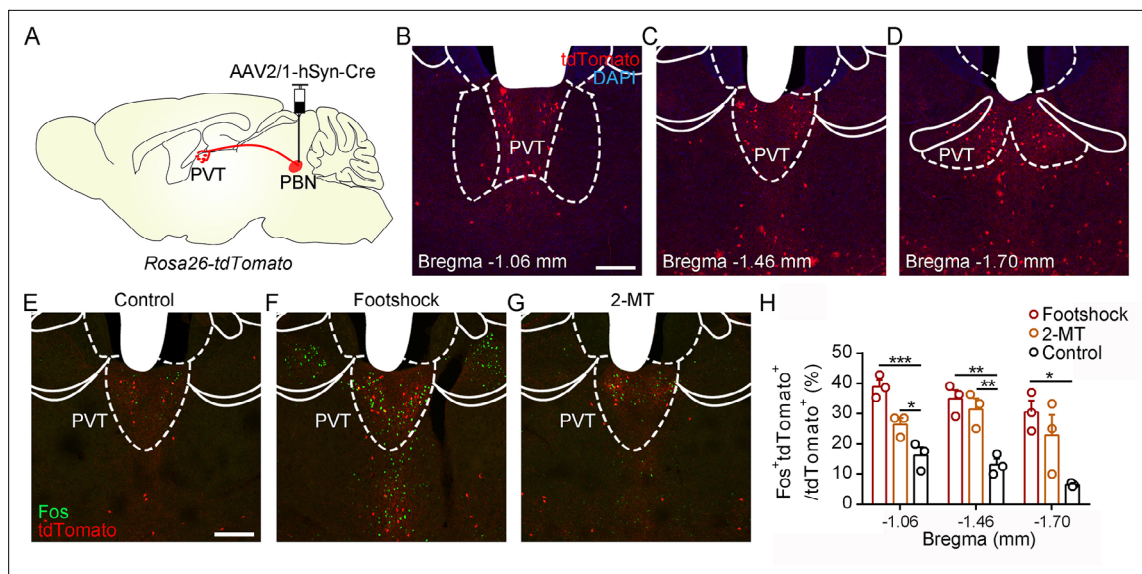 A
AAV2/1-hSyn-Cre
PVT
PBN
Rosa26-tdTomato
B
tdTomato
DAPI
PVT
Bregma -1.06 mm
C
PVT
Bregma -1.46 mm
D
PVT
Bregma -1.70 mm
E
Control
PVT
Fos
tdTomato
F
Footshock
G
2-MT
PVT
H
Footshock
2-MT
Control
Fos⁺tdTomato⁺
/tdTomato⁺ (%)
50
40
30
20
10
0
***
*
**
**
*
-1.06
-1.46
-1.70
Bregma (mm)